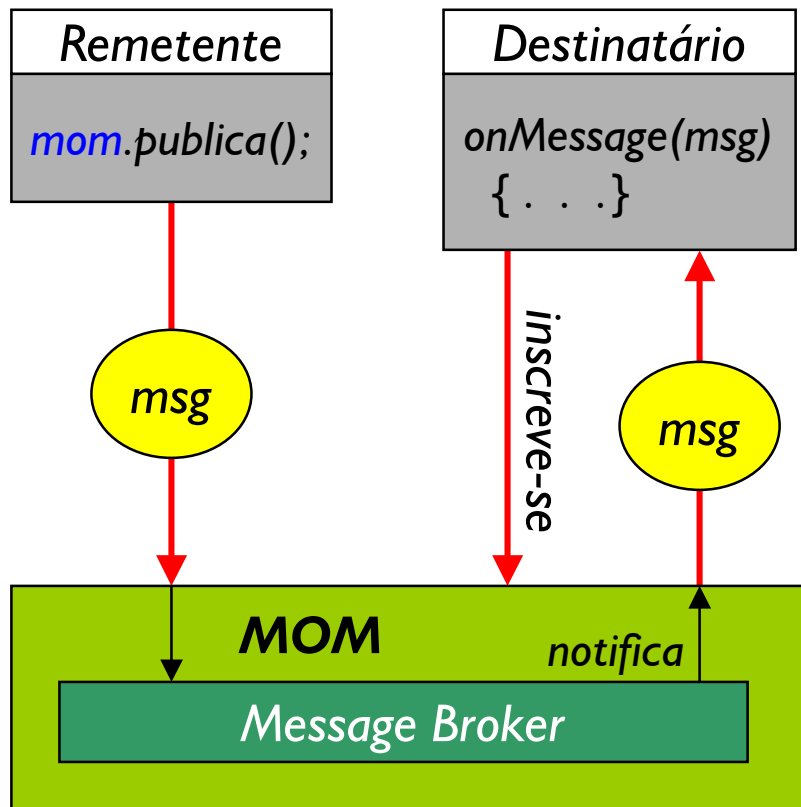 Remetente
mom.publica();
Destinatário
onMessage(msg)
{ . . .}
msg
inscreve-se
msg
MOM
notifica
Message Broker